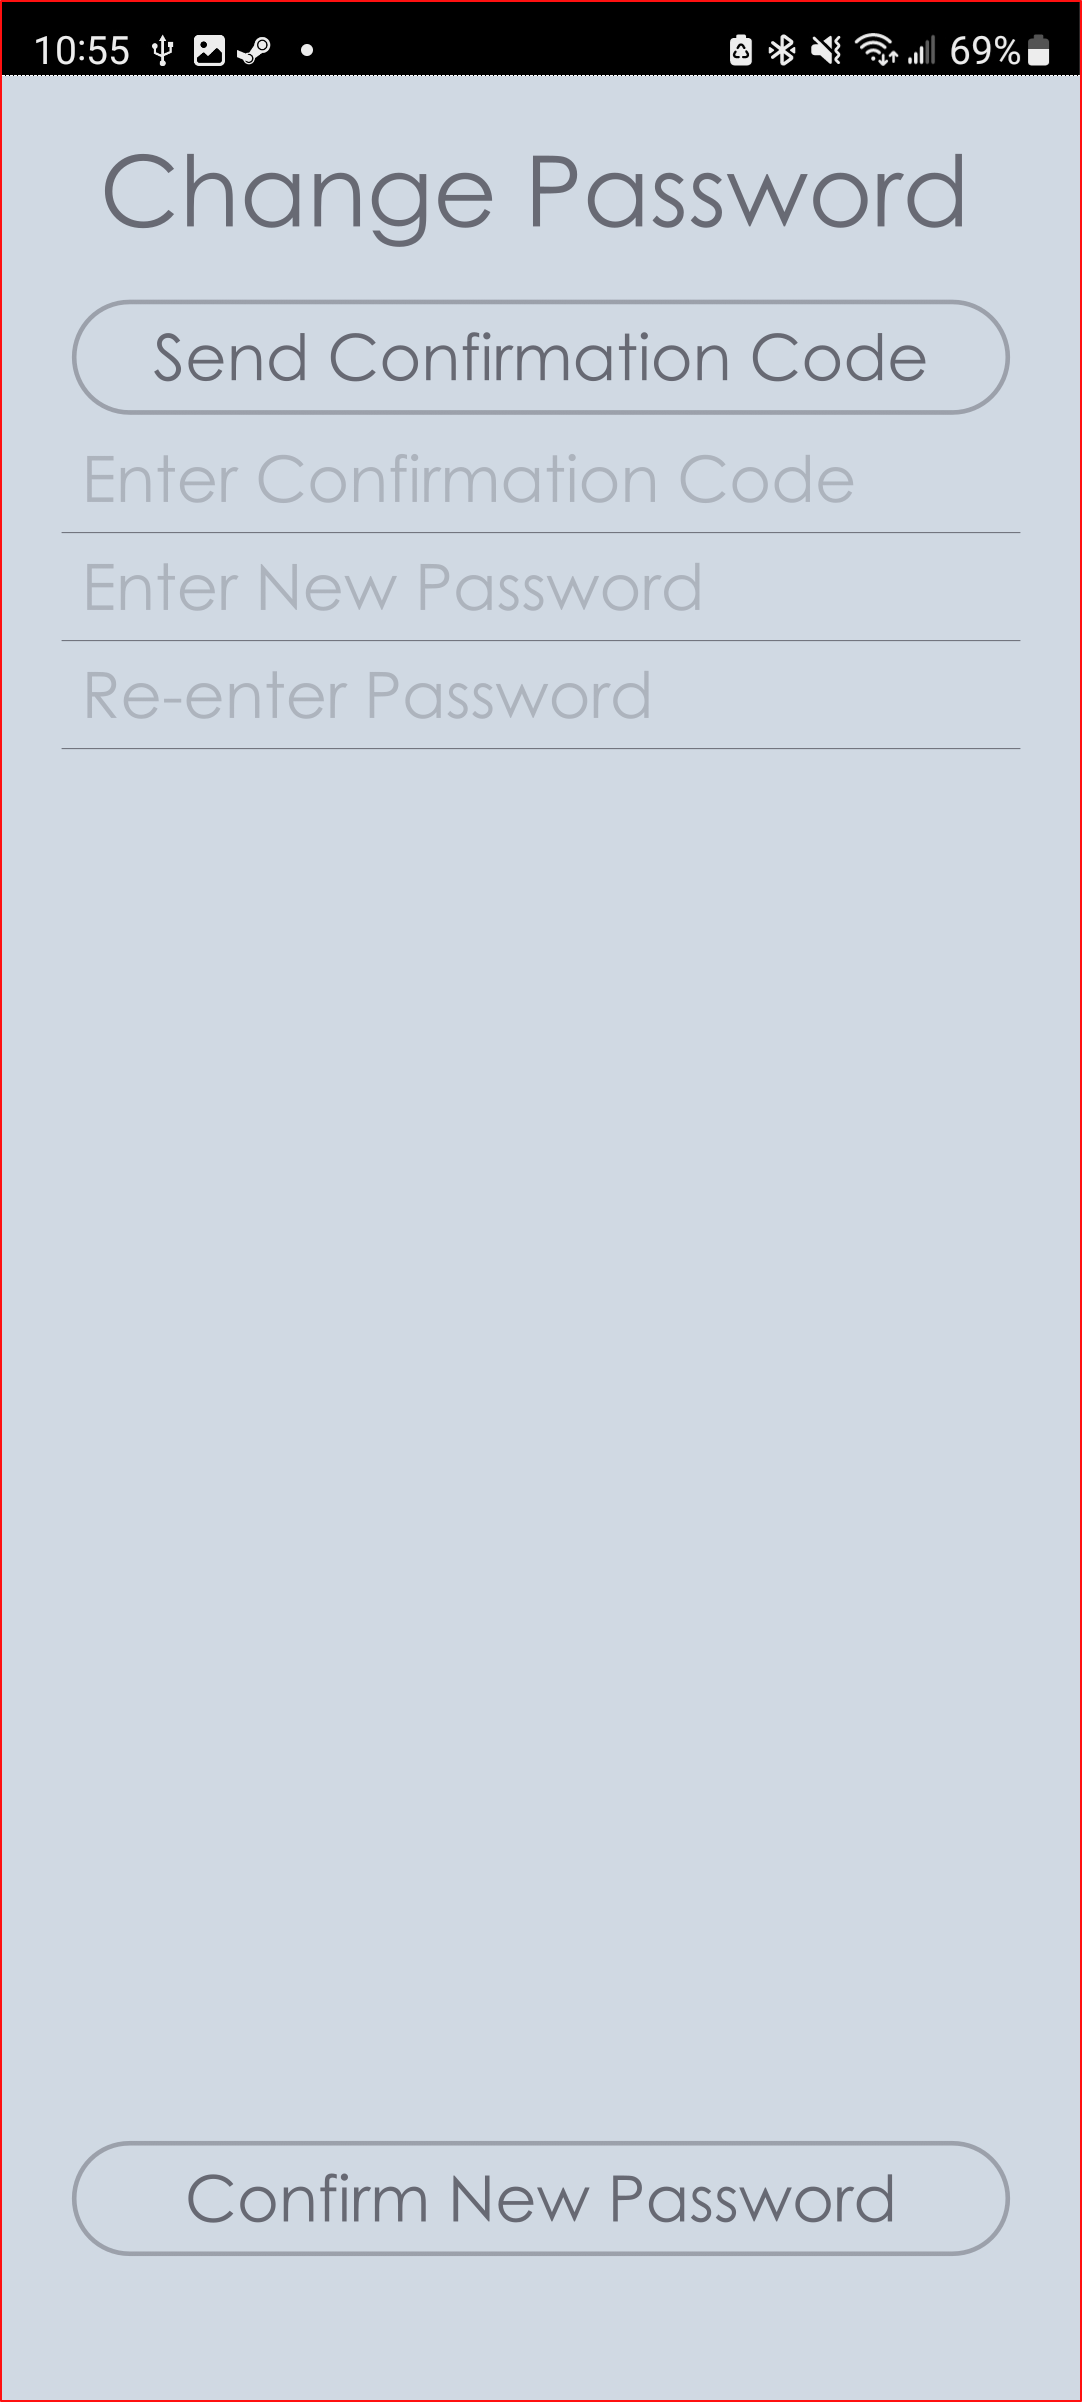 10:55 69%
Change Password
Send Confirmation Code
Enter Confirmation Code
Enter New Password
Re-enter Password
Confirm New Password